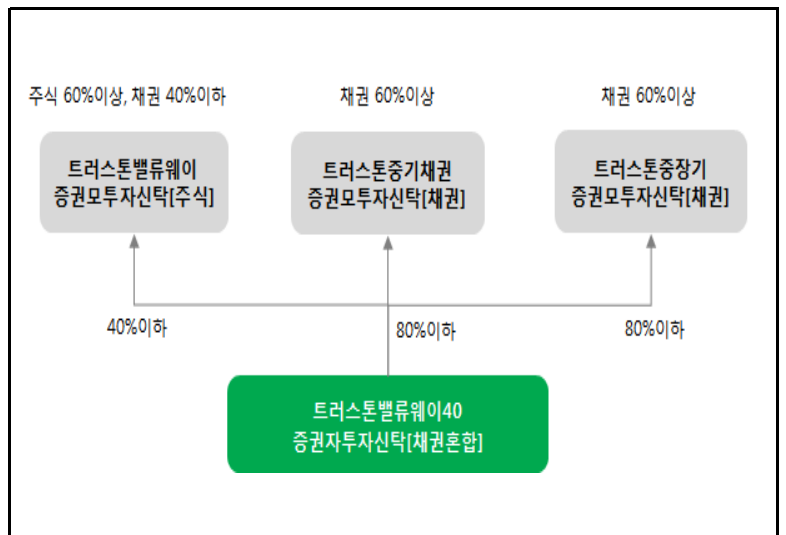 주식 60%이상, 채권 40%이하
채권 60%이상
채권 60%이상
트러스톤밸류웨이
증권모투자신탁[주식]
트러스톤중기채권
증권모투자신탁[채권]
트러스톤중장기
증권모투자신탁[채권]
40%이하
80%이하
80%이하
트러스톤밸류웨이40
증권자투자신탁[채권혼합]